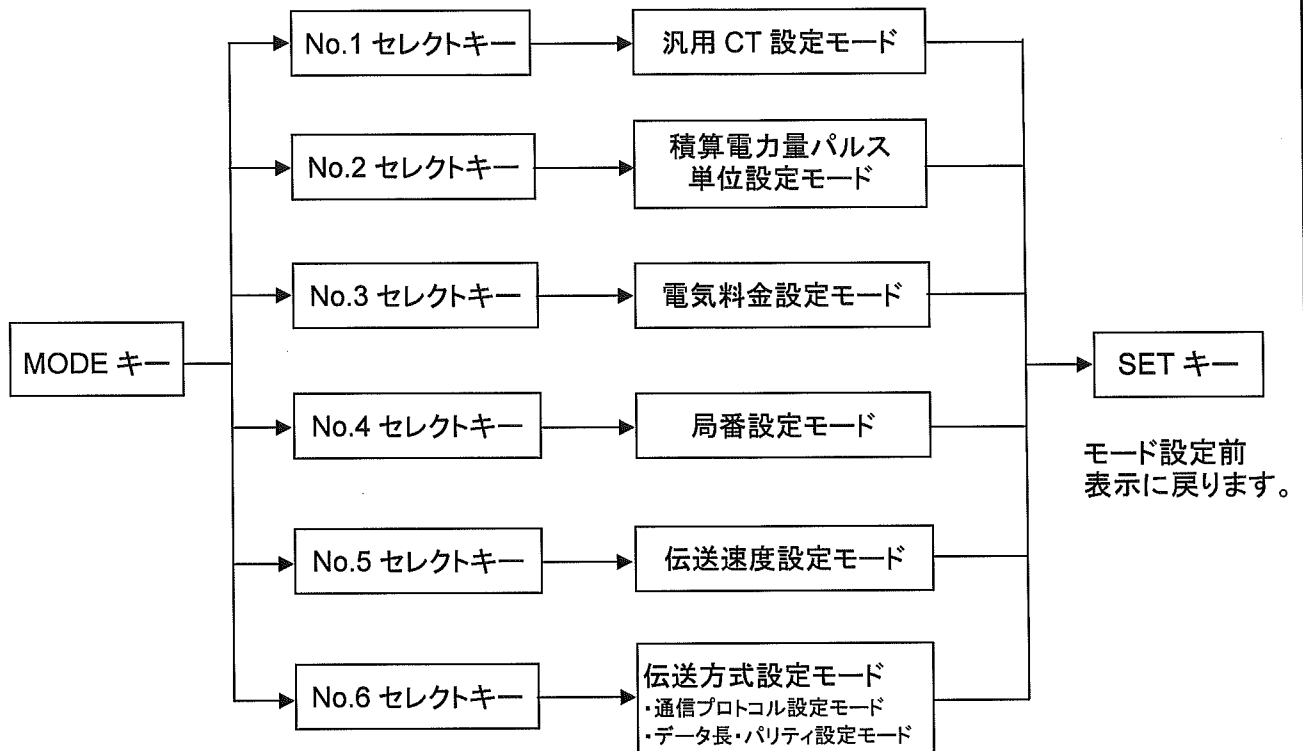 No.1 セレクトキー
汎用 CT 設定モード
No.2 セレクトキー
積算電力量パルス
単位設定モード
No.3 セレクトキー
電気料金設定モード
MODE キー
SET キー
No.4 セレクトキー
局番設定モード
モード設定前
表示に戻ります。
No.5 セレクトキー
伝送速度設定モード
No.6 セレクトキー
伝送方式設定モード
・通信プロトコル設定モード
・データ長・パリティ設定モード